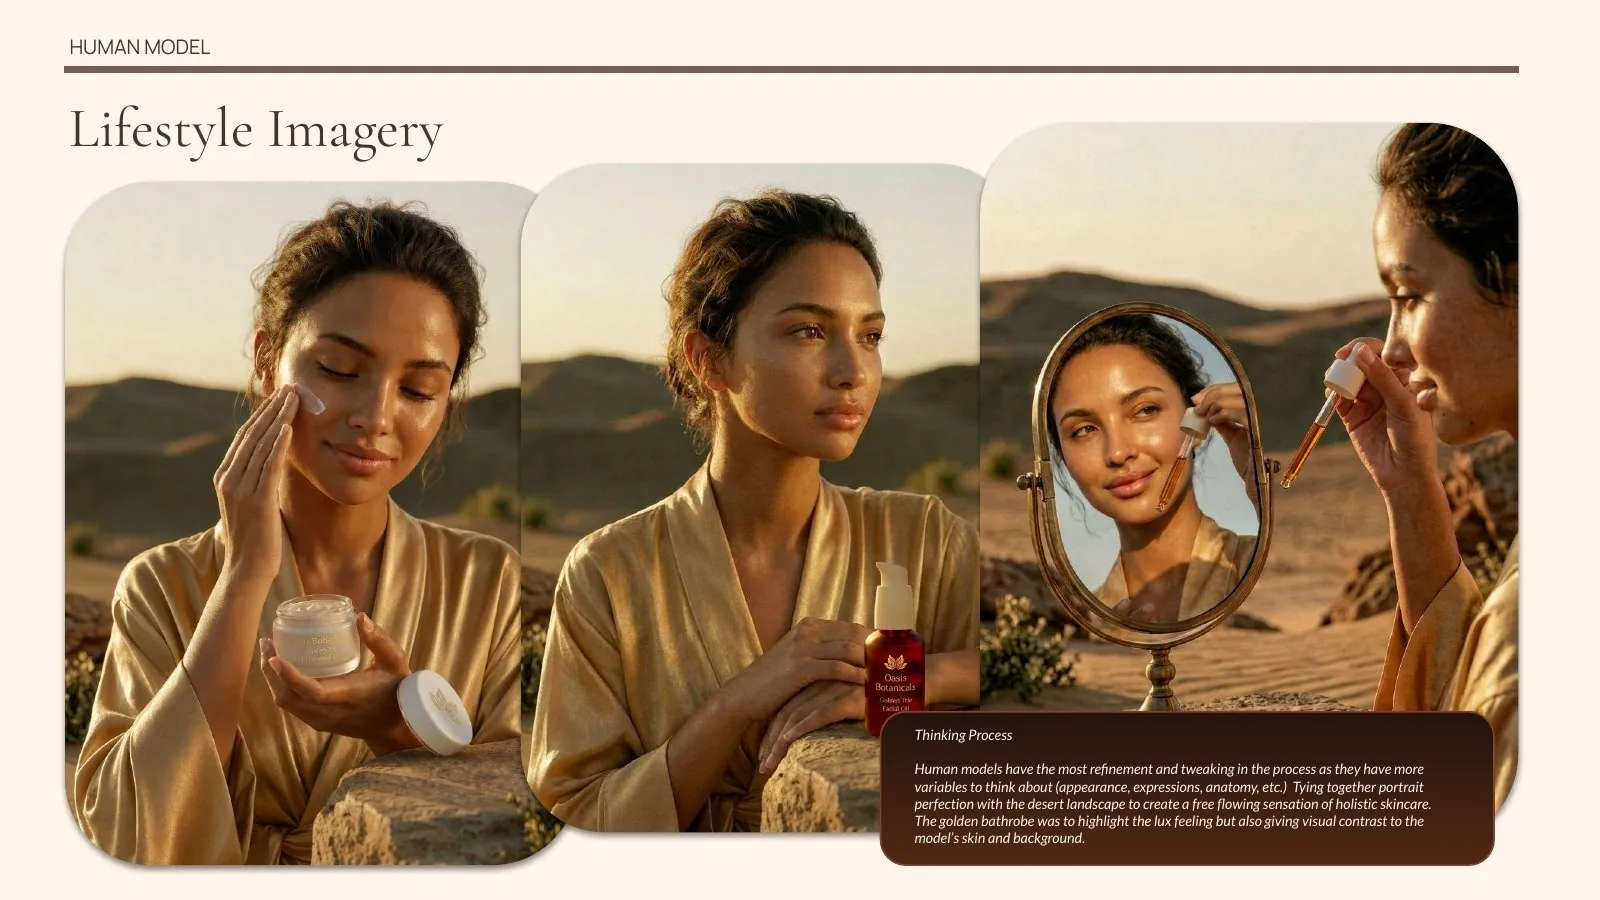 HUMAN MODEL
Lifestyle Imagery
Oasis
Botanicals
Facial Oil
Thinking Process
Human models have the most refinement and tweaking in the process as they have more
variables to think about (appearance, expressions, anatomy, etc.)  Tying together portrait
perfection with the desert landscape to create a free flowing sensation of holistic skincare.
The golden bathrobe was to highlight the lux feeling but also giving visual contrast to the
model's skin and background.